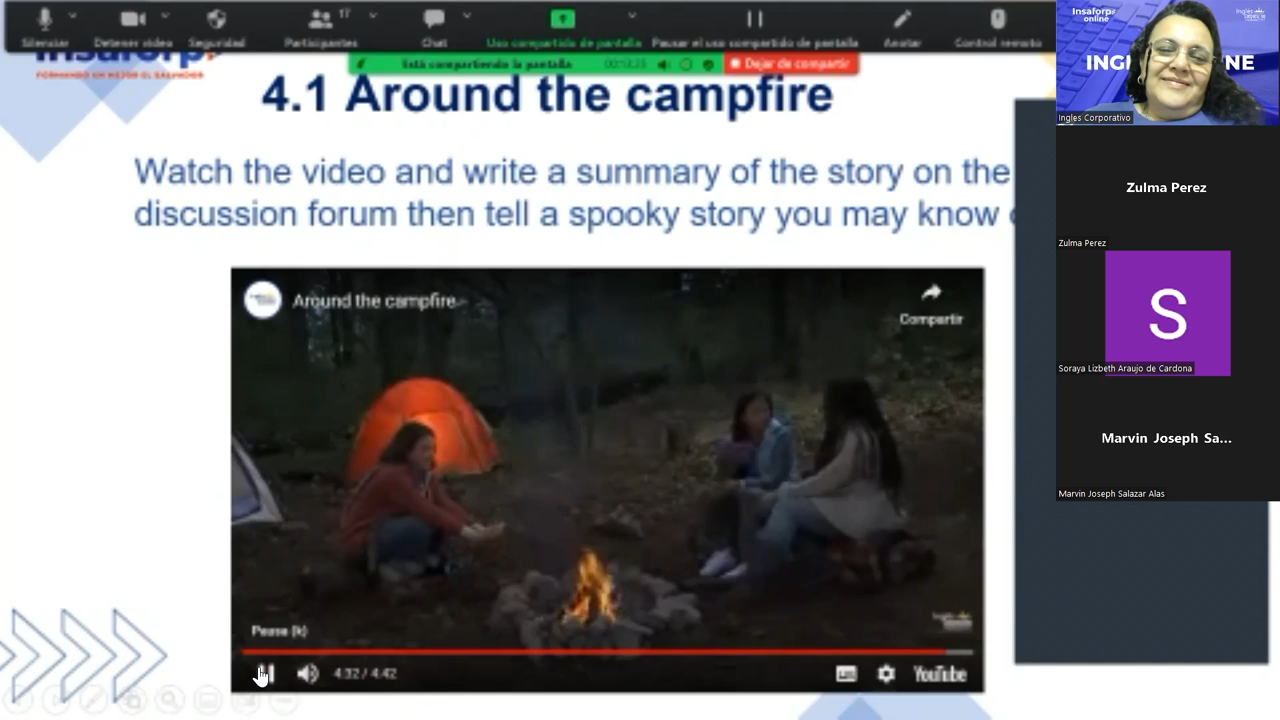 Silenciar
Detener video
Seguridad
Participantes
17
Chat
Uso compartido de pantalla
Pausar el uso compartido de pantalla
Anotar
Control remoto
Está compartiendo la pantalla
Dejar de compartir
Insaforp
FORMANDO UN MEJOR EL SALVADOR
4.1 Around the campfire
Watch the video and write a summary of the story on the
discussion forum then tell a spooky story you may know
Around the campfire
Compartir
Pause (k)
4:32 / 4:42
YouTube
Insaforp
online
INGL
NE
Ingles Corporativo
Zulma Perez
Zulma Perez
S
Soraya Lizbeth Araujo de Cardona
Marvin Joseph Sa...
Marvin Joseph Salazar Alas